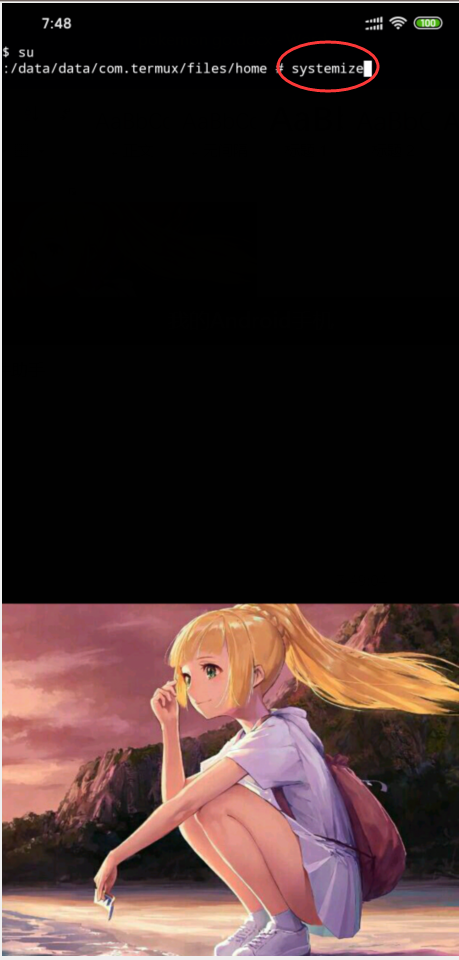 7:48
100
$ su
:/data/data/com.termux/files/home # systemize